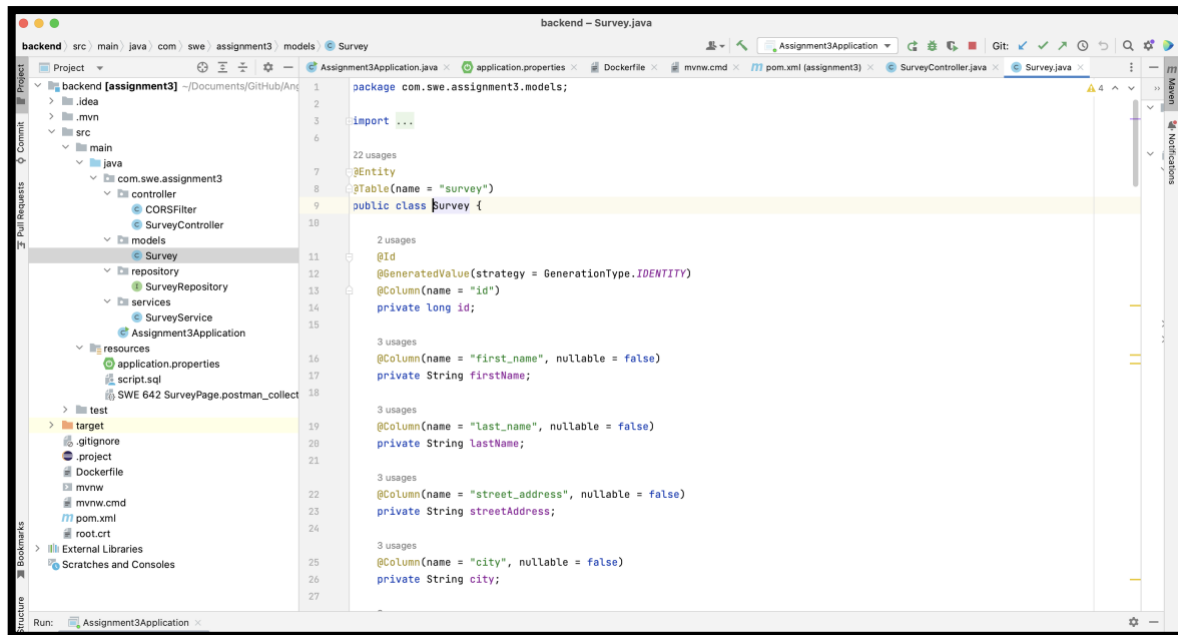 backend – Survey.java
backend src main java com swe assignment3 models Survey
Assignment3Application
Git:
Project
Assignment3Application.java
application.properties
Dockerfile
mvnw.cmd
pom.xml (assignment3)
SurveyController.java
Survey.java
Project
Commit
Pull Requests
Bookmarks
Structure
backend [assignment3] ~/Documents/GitHub/Ang
.idea
.mvn
src
main
java
com.swe.assignment3
controller
CORSFilter
SurveyController
models
Survey
repository
SurveyRepository
services
SurveyService
Assignment3Application
resources
application.properties
script.sql
SWE 642 SurveyPage.postman_collect
test
target
.gitignore
.project
Dockerfile
mvnw
mvnw.cmd
pom.xml
root.crt
External Libraries
Scratches and Consoles
1 package com.swe.assignment3.models;
2
3 import ...
6
22 usages
7 @Entity
8 @Table(name = "survey")
9 public class Survey {
10
2 usages
11 @Id
12 @GeneratedValue(strategy = GenerationType.IDENTITY)
13 @Column(name = "id")
14 private long id;
15
3 usages
16 @Column(name = "first_name", nullable = false)
17 private String firstName;
18
3 usages
19 @Column(name = "last_name", nullable = false)
20 private String lastName;
21
3 usages
22 @Column(name = "street_address", nullable = false)
23 private String streetAddress;
24
3 usages
25 @Column(name = "city", nullable = false)
26 private String city;
27
4
Maven
Notifications
Run: Assignment3Application